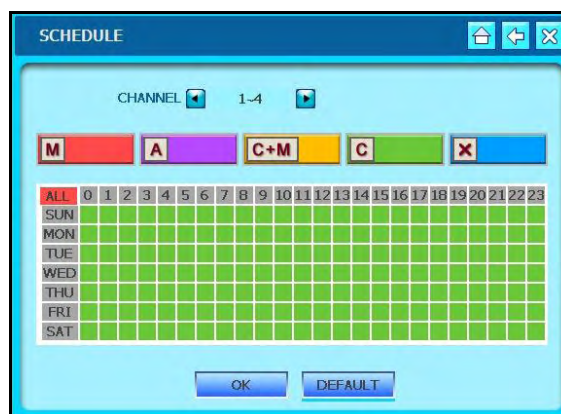 SCHEDULE
CHANNEL 1~4
M A C+M C X
ALL 0 1 2 3 4 5 6 7 8 9 10 11 12 13 14 15 16 17 18 19 20 21 22 23
SUN
MON
TUE
WED
THU
FRI
SAT
OK DEFAULT